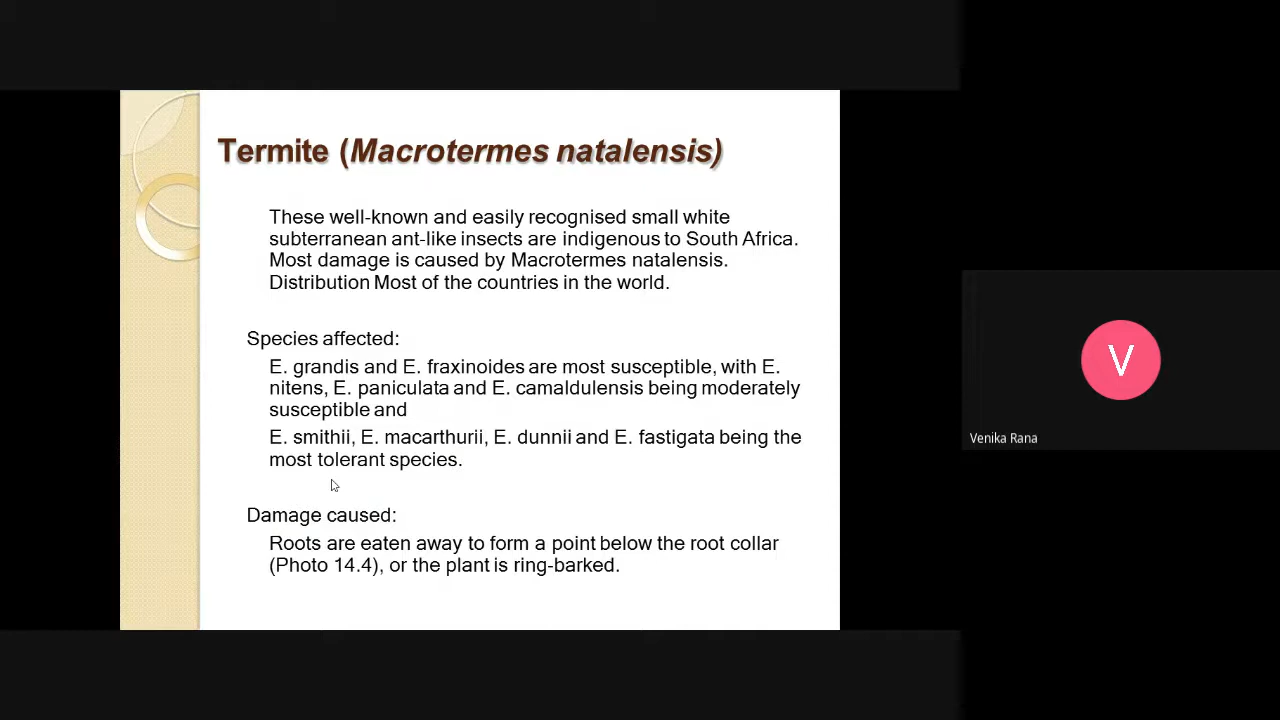 Termite (Macrotermes natalensis)
These well-known and easily recognised small white
subterranean ant-like insects are indigenous to South Africa.
Most damage is caused by Macrotermes natalensis.
Distribution Most of the countries in the world.
Species affected:
E. grandis and E. fraxinoides are most susceptible, with E.
nitens, E. paniculata and E. camaldulensis being moderately
susceptible and
E. smithii, E. macarthurii, E. dunnii and E. fastigata being the
most tolerant species.
Damage caused:
Roots are eaten away to form a point below the root collar
(Photo 14.4), or the plant is ring-barked.
V
Venika Rana